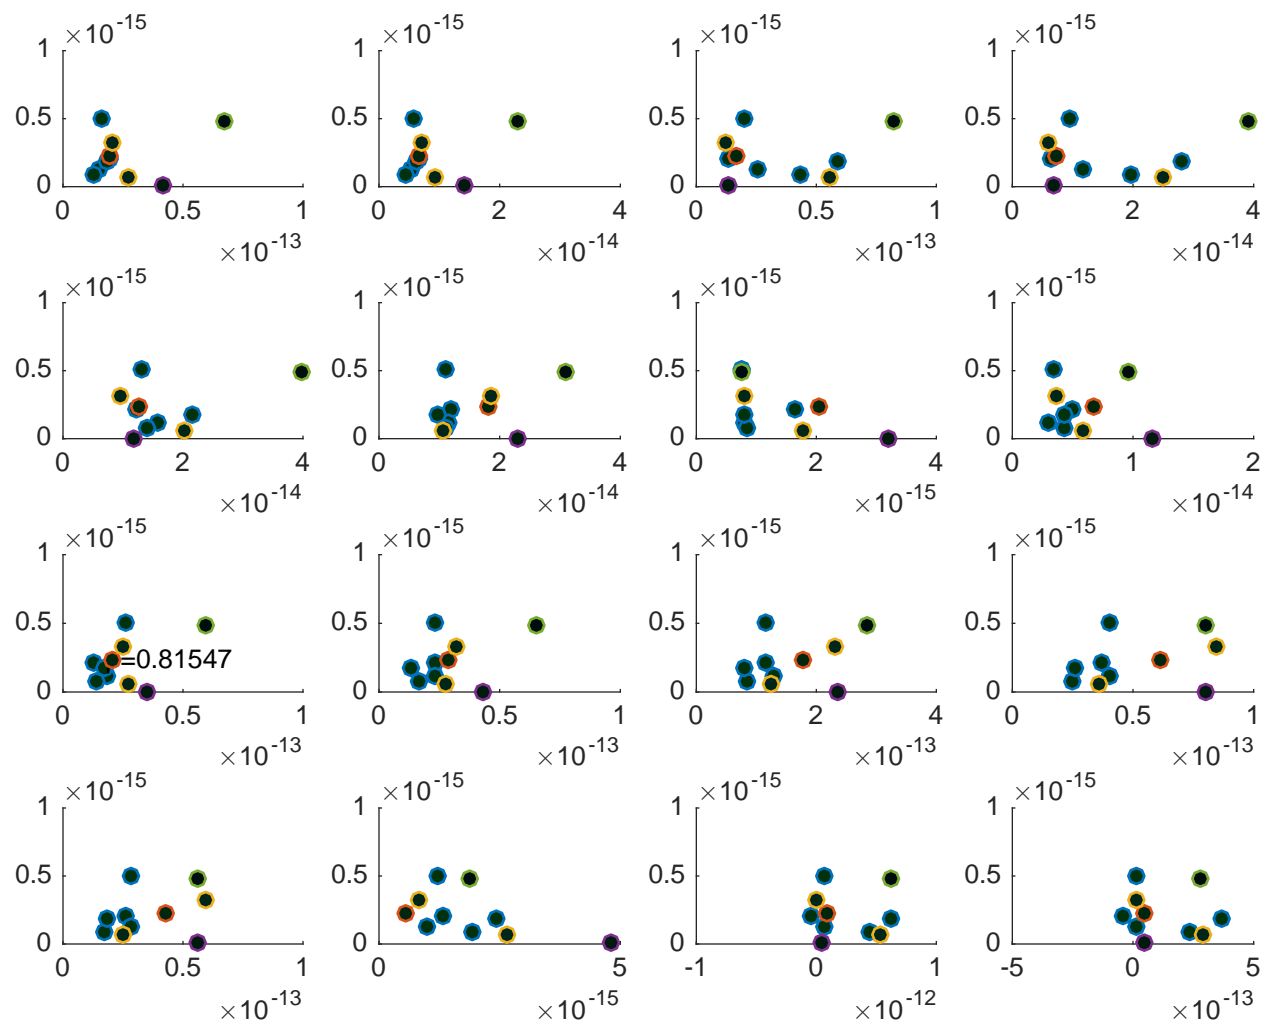 ×10-15 ×10-15 ×10-15 ×10-15
1 1 1 1
0.5 0.5 0.5 0.5
0 0 0 0
0 0.5 1 0 2 4 0 0.5 1 0 2 4
×10-13 ×10-14 ×10-13 ×10-14
×10-15 ×10-15 ×10-15 ×10-15
1 1 1 1
0.5 0.5 0.5 0.5
0 0 0 0
0 2 4 0 2 4 0 2 4 0 1 2
×10-14 ×10-14 ×10-15 ×10-14
×10-15 ×10-15 ×10-15 ×10-15
1 1 1 1
0.5 0.5 0.5 0.5
=0.81547
0 0 0 0
0 0.5 1 0 0.5 1 0 2 4 0 0.5 1
×10-13 ×10-13 ×10-13 ×10-13
×10-15 ×10-15 ×10-15 ×10-15
1 1 1 1
0.5 0.5 0.5 0.5
0 0 0 0
0 0.5 1 0 5 -1 0 1 -5 0 5
×10-13 ×10-15 ×10-12 ×10-13